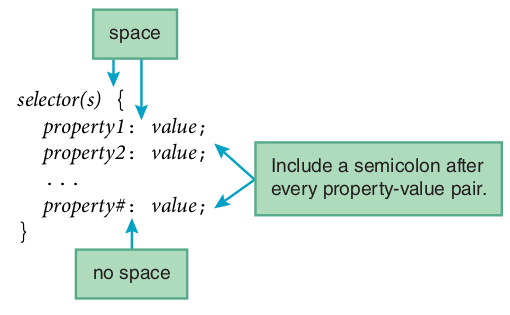 space
selector(s) {
property1: value;
property2: value;
...
property#: value;
}
Include a semicolon after
every property-value pair.
no space